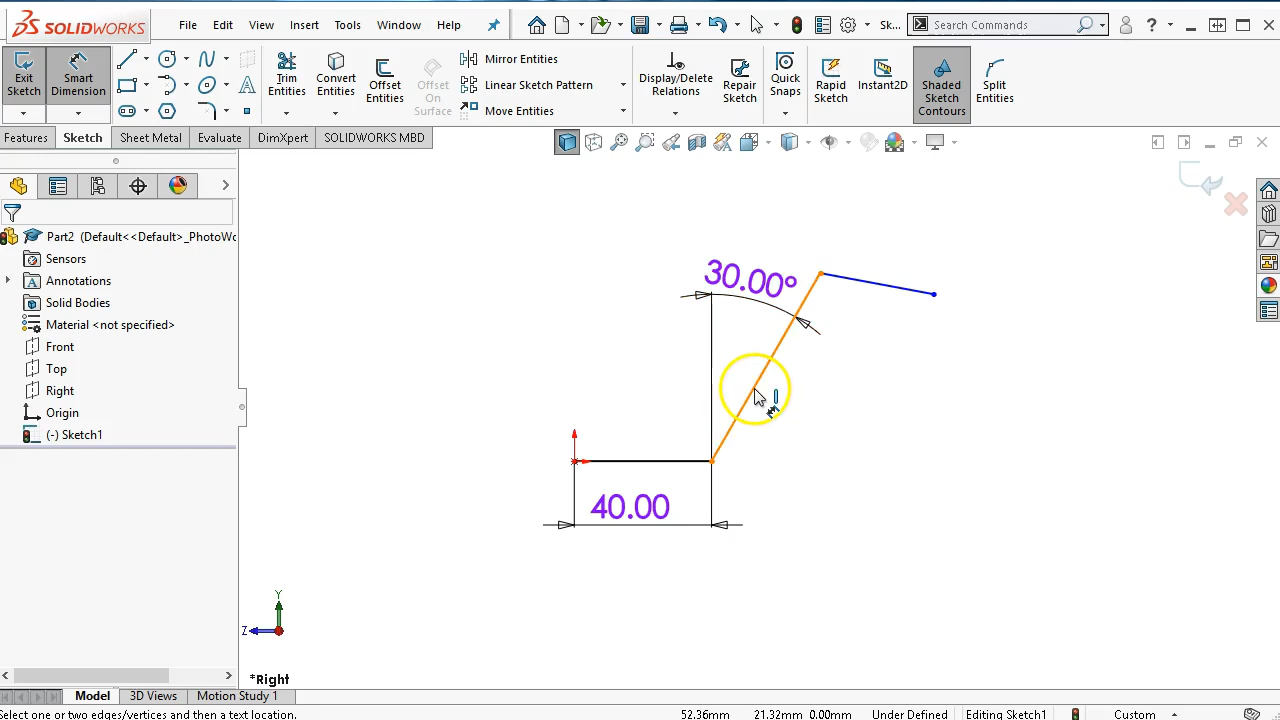 SOLIDWORKS File Edit View Insert Tools Window Help Sk... Search Commands ?
Exit Sketch Smart Dimension Trim Entities Convert Entities Offset Entities Offset On Surface Mirror Entities Linear Sketch Pattern Move Entities Display/Delete Relations Repair Sketch Quick Snaps Rapid Sketch Instant2D Shaded Sketch Contours Split Entities
Features Sketch Sheet Metal Evaluate DimXpert SOLIDWORKS MBD
Part2 (Default<<Default>_PhotoWo
Sensors
Annotations
Solid Bodies
Material <not specified>
Front
Top
Right
Origin
(-) Sketch1
30.00°
40.00
Y
Z
*Right
Model 3D Views Motion Study 1
Select one or two edges/vertices and then a text location. 52.36mm 21.32mm 0.00mm Under Defined Editing Sketch1 Custom